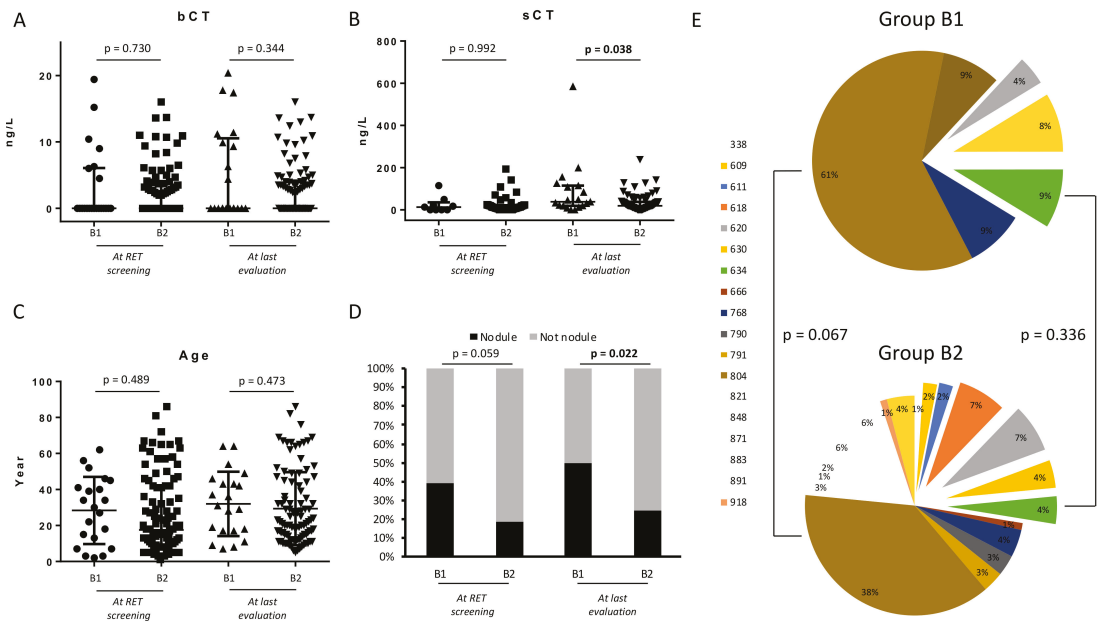 A
bCT
ng/L
20
10
0
p = 0.730
p = 0.344
B1
B2
B1
B2
At RET
screening
At last
evaluation
B
sCT
ng/L
800
600
400
200
0
p = 0.992
p = 0.038
B1
B2
B1
B2
At RET
screening
At last
evaluation
C
Age
Year
100
80
60
40
20
0
p = 0.489
p = 0.473
B1
B2
B1
B2
At RET
screening
At last
evaluation
D
Nodule
Not nodule
p = 0.059
p = 0.022
100%
90%
80%
70%
60%
50%
40%
30%
20%
10%
0%
B1
B2
B1
B2
At RET
screening
At last
evaluation
E
338
609
611
618
620
630
634
666
768
790
791
804
821
848
871
883
891
918
Group B1
9%
4%
8%
9%
9%
61%
p = 0.067
p = 0.336
Group B2
1%
2%
2%
7%
7%
4%
4%
1%
4%
3%
3%
38%
3%
1%
2%
6%
6%
1%
4%